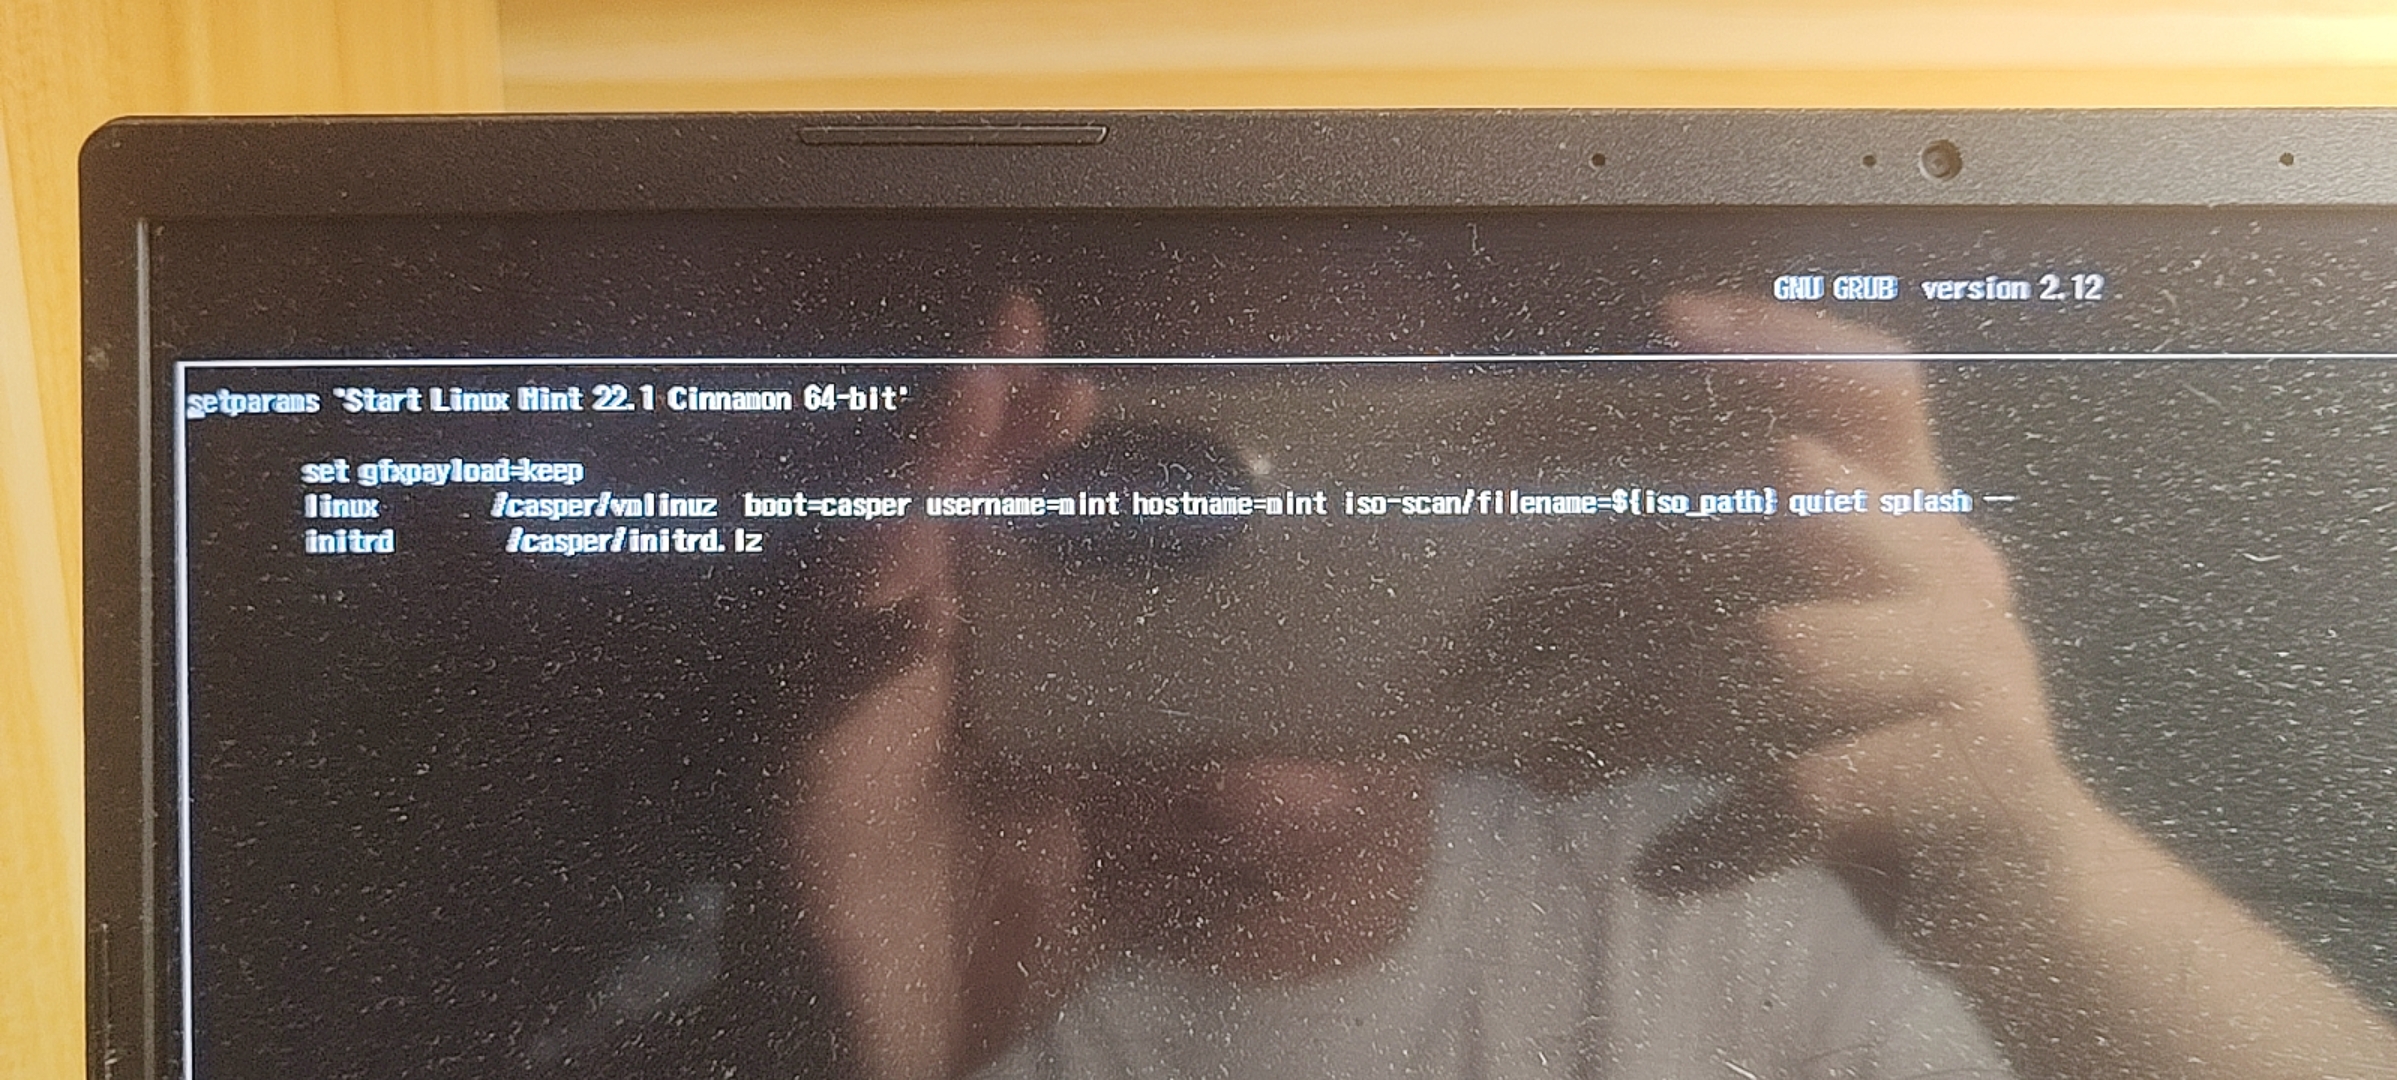 GNU GRUB  version 2.12
setparams 'Start Linux Mint 22.1 Cinnamon 64-bit'
set gfxpayload=keep
linux	/casper/vmlinuz  boot=casper username=mint hostname=mint iso-scan/filename=${iso_path} quiet splash --
initrd	/casper/initrd.lz